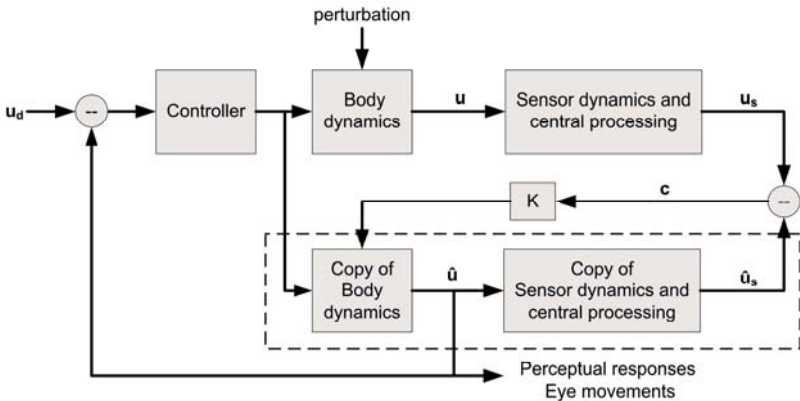 perturbation
u_d
--
Controller
Body
dynamics
u
Sensor dynamics and
central processing
u_s
K
c
--
Copy of
Body
dynamics
û
Copy of
Sensor dynamics and
central processing
û_s
Perceptual responses
Eye movements